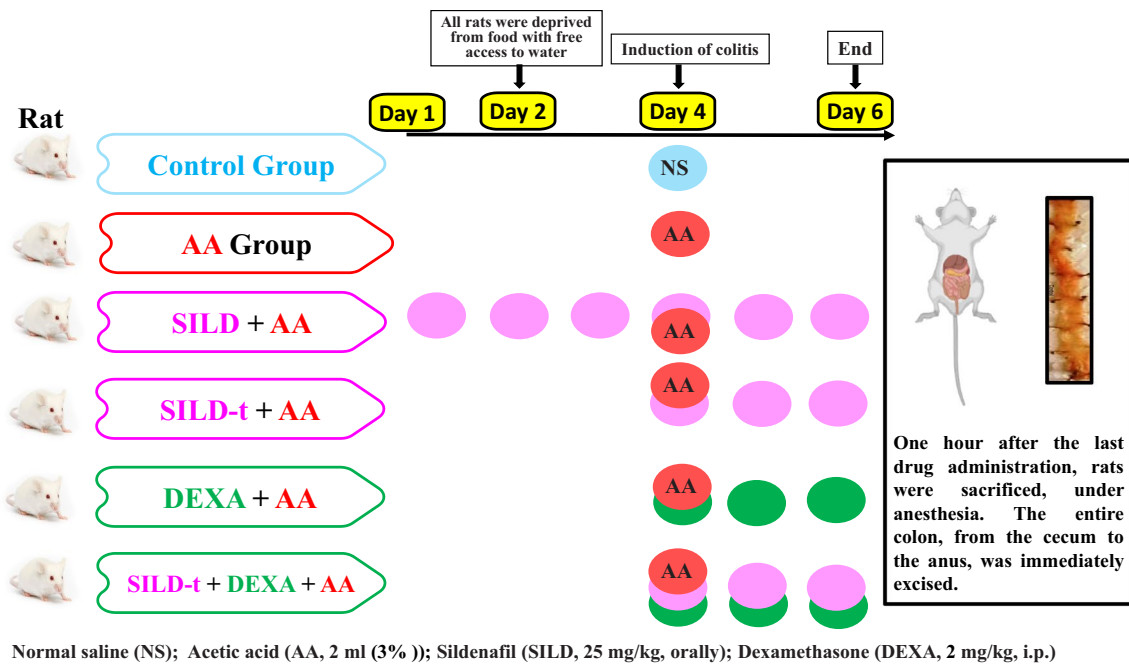 All rats were deprived
from food with free
access to water
Induction of colitis
End
Day 1
Day 2
Day 4
Day 6
Rat
Control Group
NS
AA Group
AA
SILD + AA
AA
SILD-t + AA
AA
DEXA + AA
AA
SILD-t + DEXA + AA
AA
One hour after the last
drug administration, rats
were sacrificed, under
anesthesia. The entire
colon, from the cecum to
the anus, was immediately
excised.
Normal saline (NS); Acetic acid (AA, 2 ml (3% )); Sildenafil (SILD, 25 mg/kg, orally); Dexamethasone (DEXA, 2 mg/kg, i.p.)